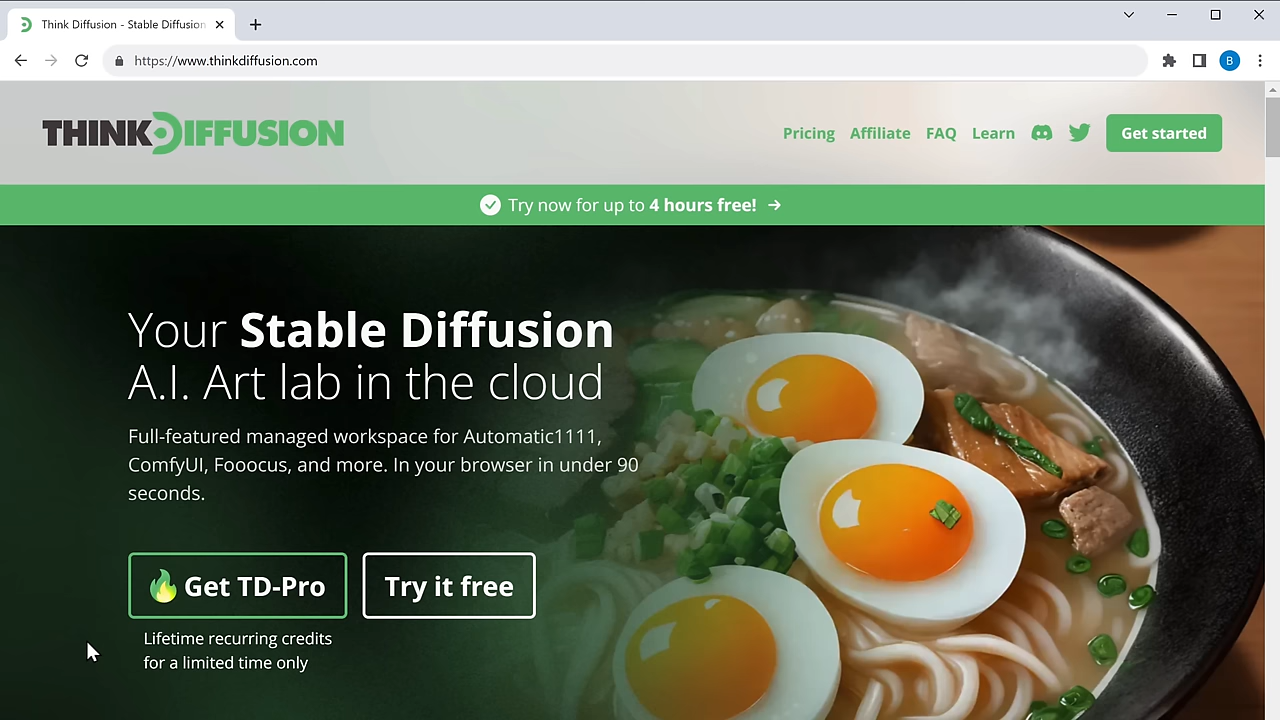 Think Diffusion - Stable Diffusion
https://www.thinkdiffusion.com
B
THINKDIFFUSION
Pricing Affiliate FAQ Learn Get started
Try now for up to 4 hours free! →
Your Stable Diffusion
A.I. Art lab in the cloud
Full-featured managed workspace for Automatic1111,
ComfyUI, Fooocus, and more. In your browser in under 90
seconds.
Get TD-Pro Try it free
Lifetime recurring credits
for a limited time only